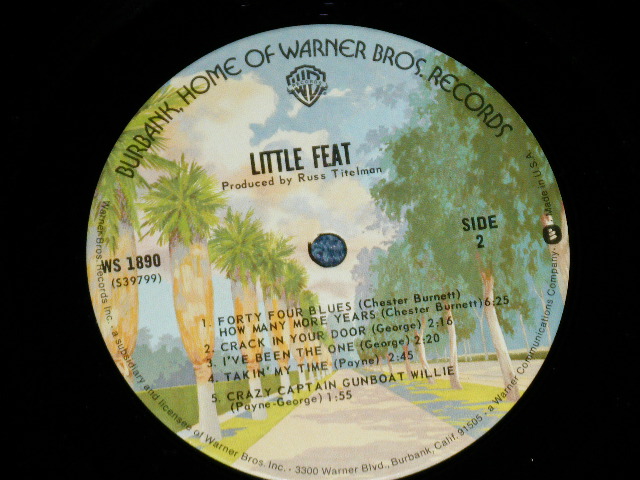 BURBANK, HOME OF WARNER BROS. RECORDS
LITTLE FEAT
Produced by Russ Titelman
WS 1890
(S39799)
SIDE
2
1. FORTY FOUR BLUES (Chester Burnett)
HOW MANY MORE YEARS (Chester Burnett) 6:25
2. CRACK IN YOUR DOOR (George) 2:16
3. I'VE BEEN THE ONE (George) 2:20
4. TAKIN' MY TIME (Payne) 2:45
5. CRAZY CAPTAIN GUNBOAT WILLIE
(Payne-George) 1:55
Warner Bros. Records Inc. - a subsidiary and licensee of Warner Bros. Inc. - 3300 Warner Blvd., Burbank, Calif. 91505 - a Warner Communications Company - Made in U.S.A.